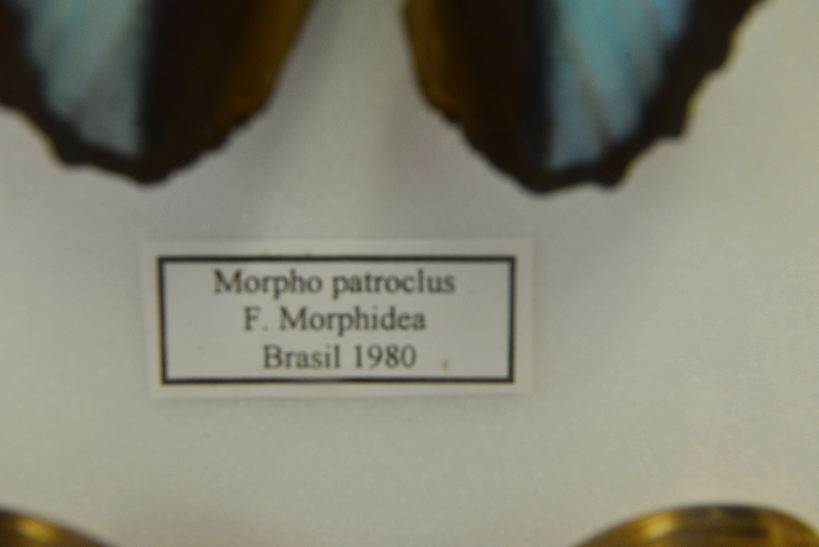 Morpho patroclus
F. Morphidea
Brasil 1980